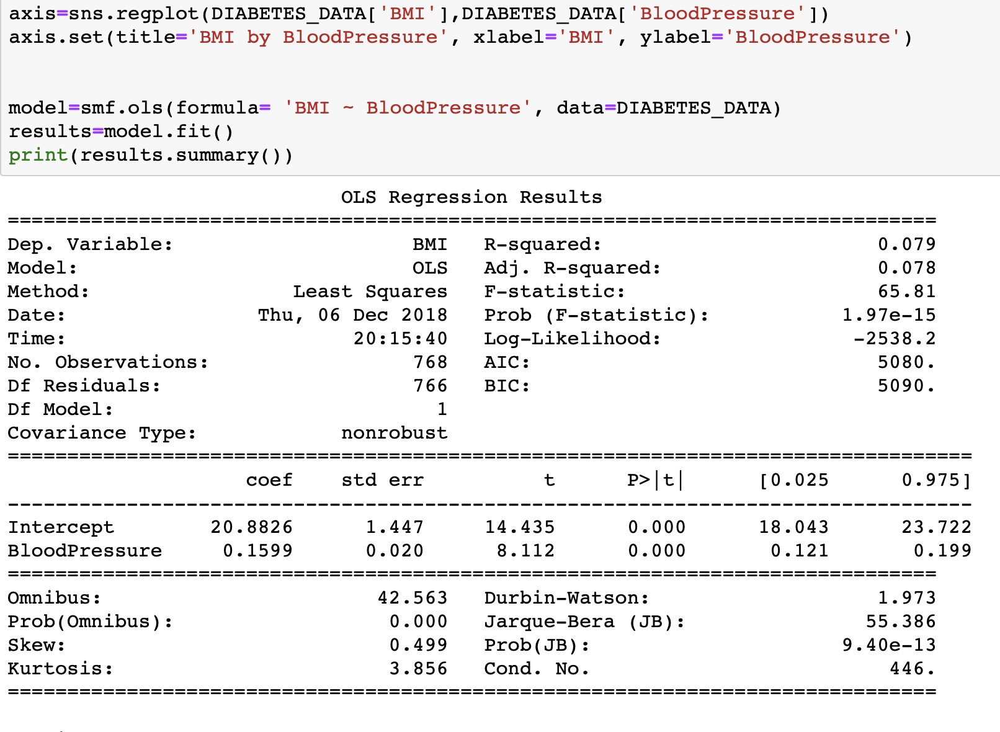 axis=sns.regplot(DIABETES_DATA['BMI'],DIABETES_DATA['BloodPressure'])
axis.set(title='BMI by BloodPressure', xlabel='BMI', ylabel='BloodPressure')
model=smf.ols(formula= 'BMI ~ BloodPressure', data=DIABETES_DATA)
results=model.fit()
print(results.summary())
OLS Regression Results
==============================================================================
Dep. Variable: BMI R-squared: 0.079
Model: OLS Adj. R-squared: 0.078
Method: Least Squares F-statistic: 65.81
Date: Thu, 06 Dec 2018 Prob (F-statistic): 1.97e-15
Time: 20:15:40 Log-Likelihood: -2538.2
No. Observations: 768 AIC: 5080.
Df Residuals: 766 BIC: 5090.
Df Model: 1
Covariance Type: nonrobust
=================================================================================
coef std err t P>|t| [0.025 0.975]
---------------------------------------------------------------------------------
Intercept 20.8826 1.447 14.435 0.000 18.043 23.722
BloodPressure 0.1599 0.020 8.112 0.000 0.121 0.199
==============================================================================
Omnibus: 42.563 Durbin-Watson: 1.973
Prob(Omnibus): 0.000 Jarque-Bera (JB): 55.386
Skew: 0.499 Prob(JB): 9.40e-13
Kurtosis: 3.856 Cond. No. 446.
==============================================================================